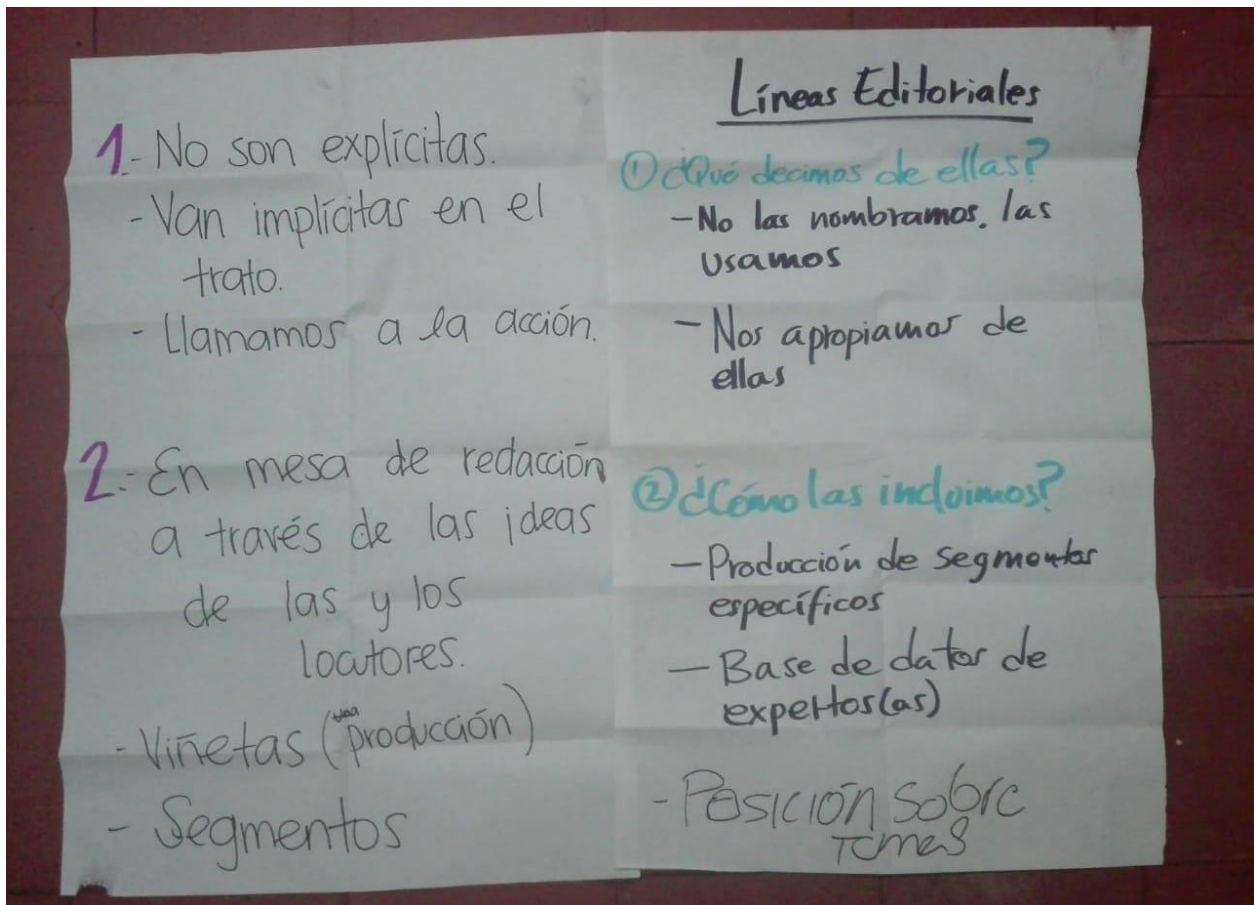 1.- No son explícitas.
- Van implícitas en el
trato.
- Llamamos a la acción.
2.- En mesa de redacción
a través de las ideas
de las y los
locutores.
- Viñetas (producción)
- Segmentos
Líneas Editoriales
① ¿Qué decimos de ellas?
- No las nombramos. las
usamos
- Nos apropiamos de
ellas
② ¿Cómo las incluimos?
- Producción de segmentos
específicos
- Base de datos de
expertos(as)
- Posición sobre
Temas